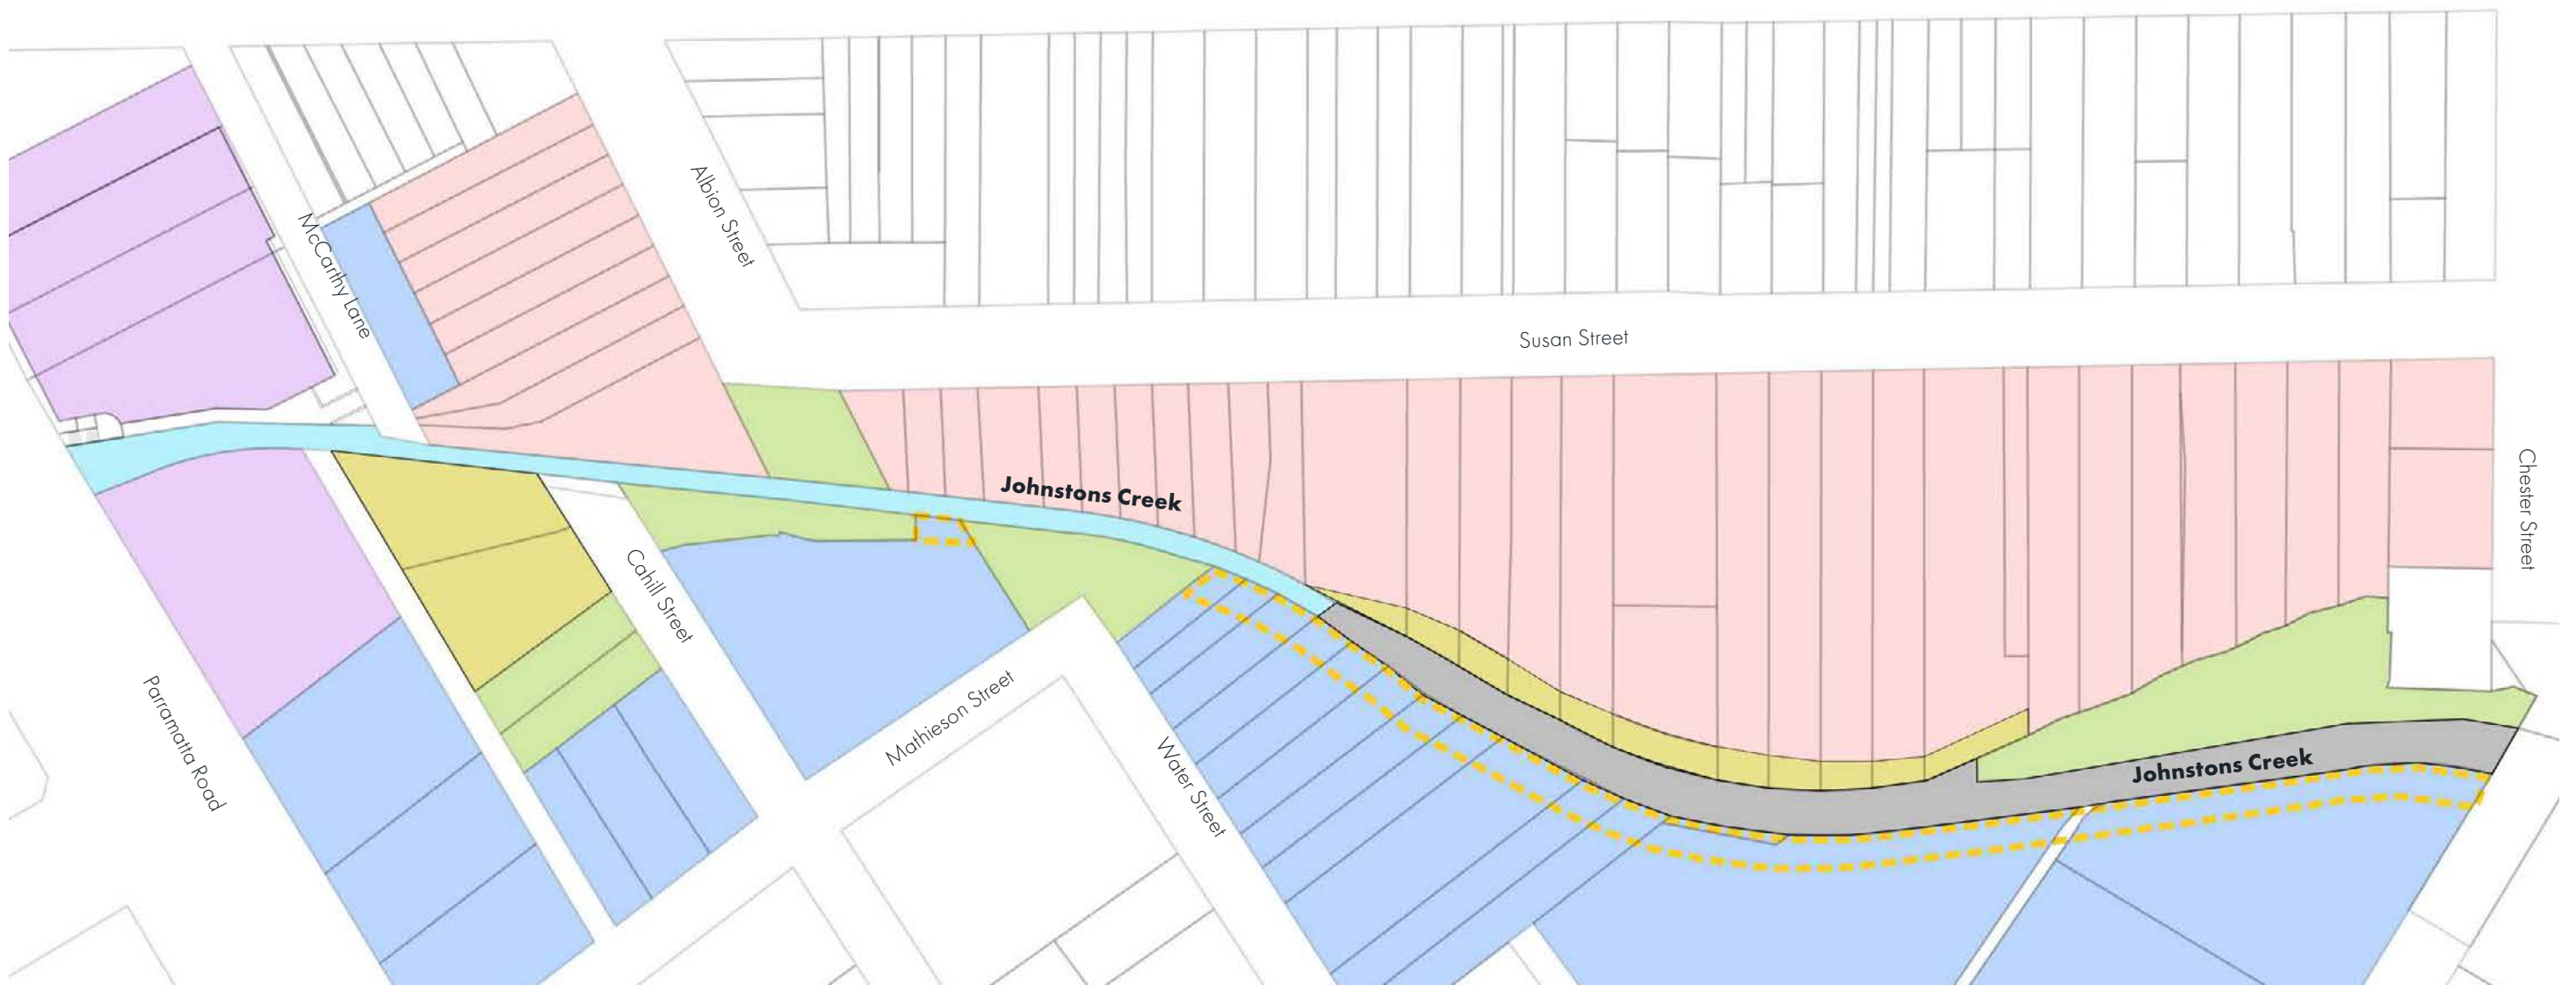 Albion Street
McCarthy Lane
Susan Street
Johnstons Creek
Chester Street
Cahill Street
Parramatta Road
Mathieson Street
Water Street
Johnstons Creek